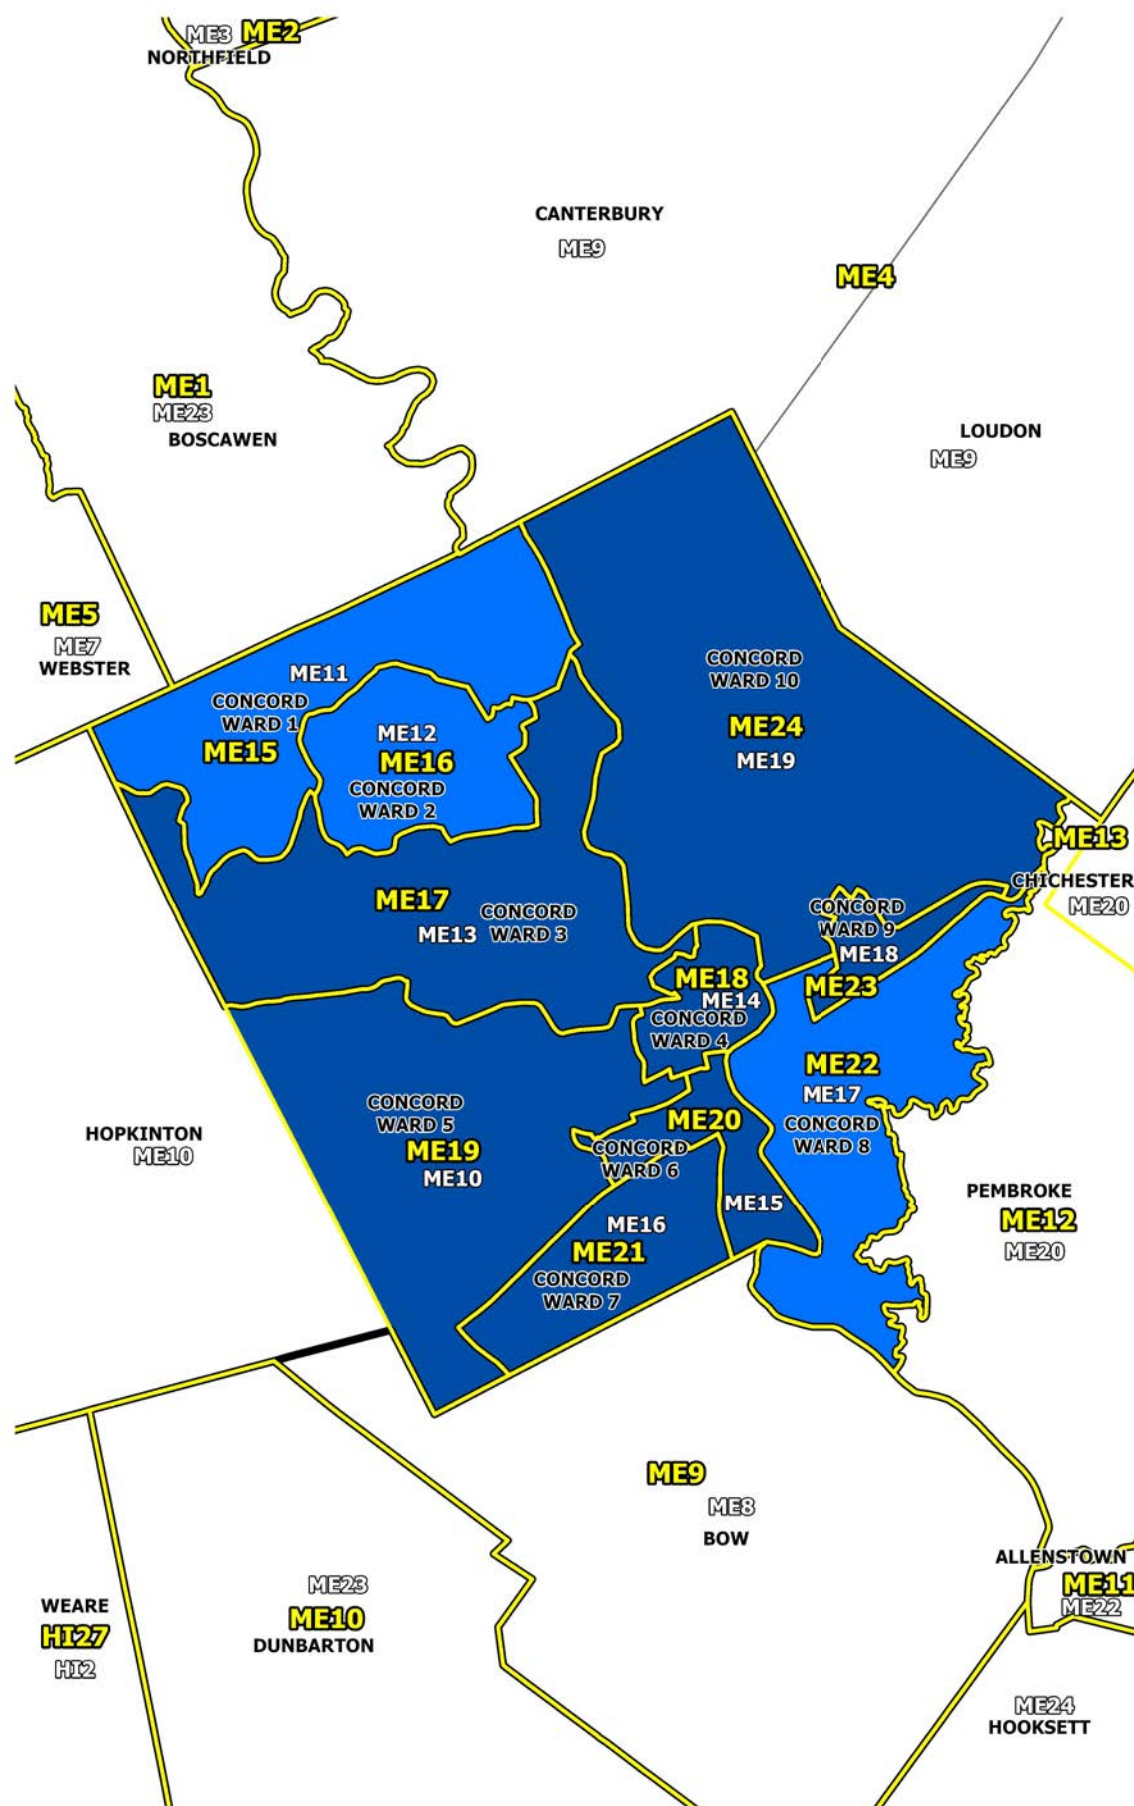 ME3 ME2
NORTHFIELD
CANTERBURY
ME9
ME4
ME1
ME23
BOSCAWEN
LOUDON
ME9
ME5
ME7
WEBSTER
ME11
CONCORD
WARD 1
ME15
ME12
ME16
CONCORD
WARD 2
CONCORD
WARD 10
ME24
ME19
ME13
CHICHESTER
ME20
ME17
ME13
CONCORD
WARD 3
CONCORD
WARD 9
ME18
ME23
ME18
ME14
CONCORD
WARD 4
ME22
ME17
CONCORD
WARD 8
CONCORD
WARD 5
ME19
ME10
ME20
CONCORD
WARD 6
ME15
HOPKINTON
ME10
PEMBROKE
ME12
ME20
ME16
ME21
CONCORD
WARD 7
ME9
ME8
BOW
ALLENSTOWN
ME11
ME22
WEARE
HI27
HI2
ME23
ME10
DUNBARTON
ME24
HOOKSETT